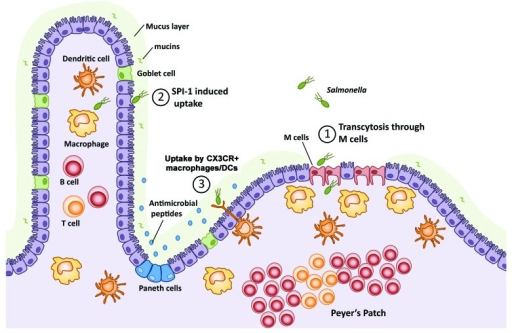 Mucus layer
mucins
Dendritic cell
Goblet cell
2 SPI-1 induced
uptake
Salmonella
Macrophage
1 Transcytosis through
M cells
M cells
Uptake by CX3CR+
macrophages/DCs
3
B cell
Antimicrobial
peptides
T cell
Paneth cells
Peyer's Patch